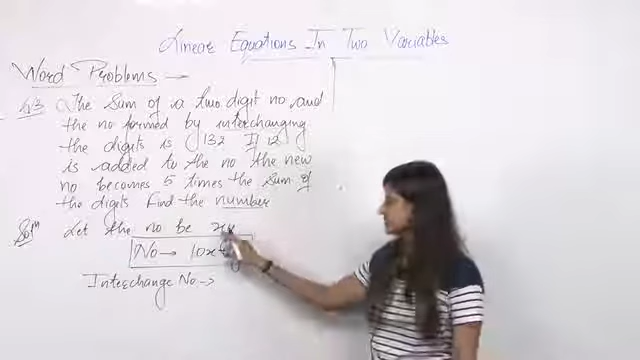 Linear Equations In Two Variables
Word Problems →
Q3 The Sum of a two digit no and
the no formed by interchanging
the digits is 132 If 12
is added to the no the new
no becomes 5 times the sum of
the digits Find the number
Solⁿ Let the no be xy
No → 10x +
Interchange No →